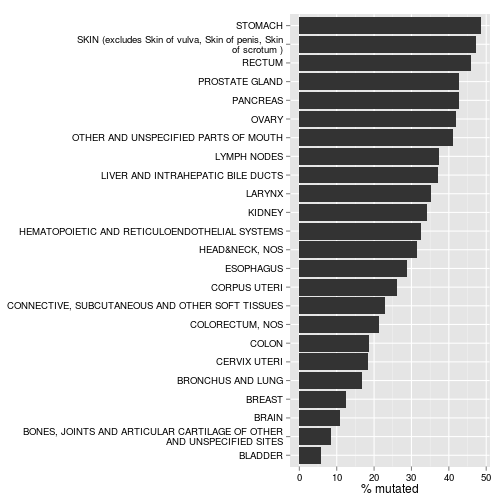 STOMACH
SKIN (excludes Skin of vulva, Skin of penis, Skin
of scrotum )
RECTUM
PROSTATE GLAND
PANCREAS
OVARY
OTHER AND UNSPECIFIED PARTS OF MOUTH
LYMPH NODES
LIVER AND INTRAHEPATIC BILE DUCTS
LARYNX
KIDNEY
HEMATOPOIETIC AND RETICULOENDOTHELIAL SYSTEMS
HEAD&NECK, NOS
ESOPHAGUS
CORPUS UTERI
CONNECTIVE, SUBCUTANEOUS AND OTHER SOFT TISSUES
COLORECTUM, NOS
COLON
CERVIX UTERI
BRONCHUS AND LUNG
BREAST
BRAIN
BONES, JOINTS AND ARTICULAR CARTILAGE OF OTHER
AND UNSPECIFIED SITES
BLADDER
0 10 20 30 40 50
% mutated